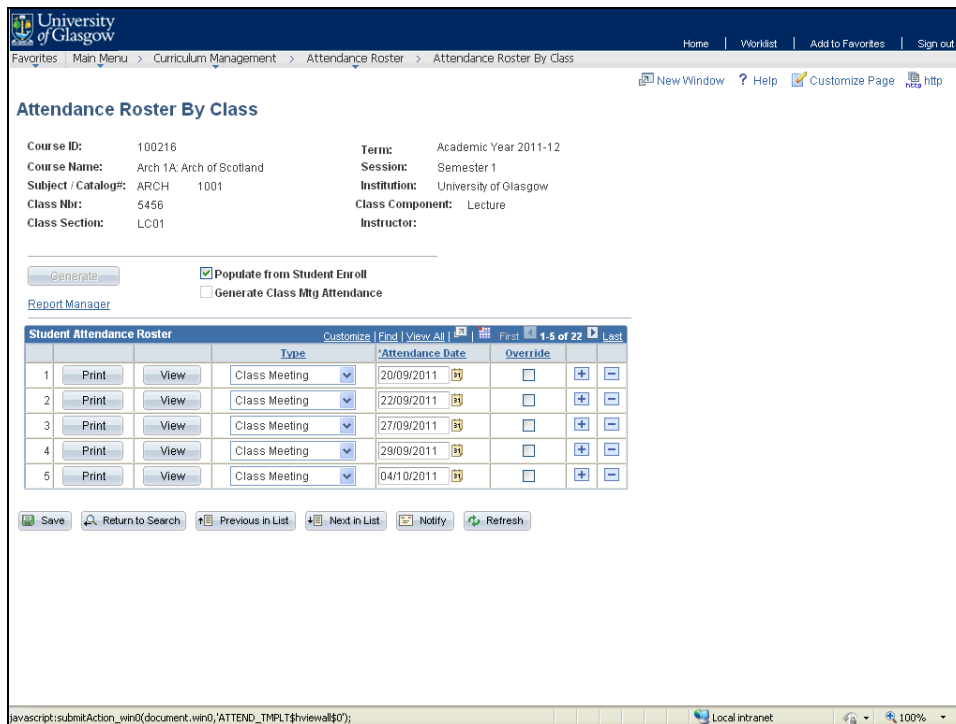 University
of Glasgow
Home | Worklist | Add to Favorites | Sign out
Favorites Main Menu > Curriculum Management > Attendance Roster > Attendance Roster By Class
New Window ? Help Customize Page http
Attendance Roster By Class
Course ID: 100216 Term: Academic Year 2011-12
Course Name: Arch 1A: Arch of Scotland Session: Semester 1
Subject / Catalog#: ARCH 1001 Institution: University of Glasgow
Class Nbr: 5456 Class Component: Lecture
Class Section: LC01 Instructor:
Generate Populate from Student Enroll
Generate Class Mtg Attendance
Report Manager
Student Attendance Roster Customize | Find | View All | | First 1-5 of 22 Last
Type *Attendance Date Override
1 Print View Class Meeting 20/09/2011
2 Print View Class Meeting 22/09/2011
3 Print View Class Meeting 27/09/2011
4 Print View Class Meeting 29/09/2011
5 Print View Class Meeting 04/10/2011
Save Return to Search Previous in List Next in List Notify Refresh
javascript:submitAction_win0(document.win0,'ATTEND_TMPLT$hviewall$0'); Local intranet 100%